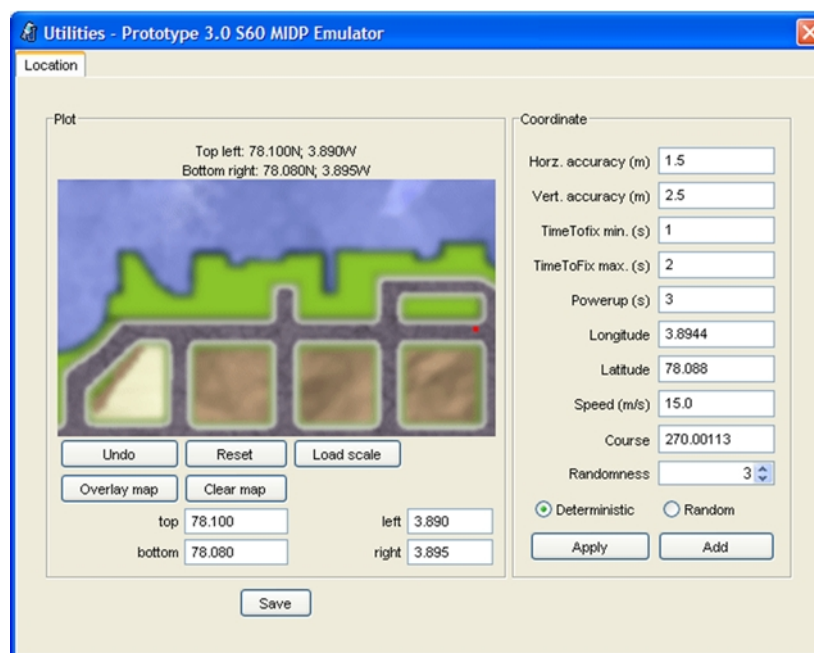 Utilities - Prototype 3.0 S60 MIDP Emulator
Location
Plot
Top left: 78.100N; 3.890W
Bottom right: 78.080N; 3.895W
Undo Reset Load scale
Overlay map Clear map
top 78.100 left 3.890
bottom 78.080 right 3.895
Save
Coordinate
Horz. accuracy (m) 1.5
Vert. accuracy (m) 2.5
TimeTofix min. (s) 1
TimeToFix max. (s) 2
Powerup (s) 3
Longitude 3.8944
Latitude 78.088
Speed (m/s) 15.0
Course 270.00113
Randomness 3
Deterministic Random
Apply Add